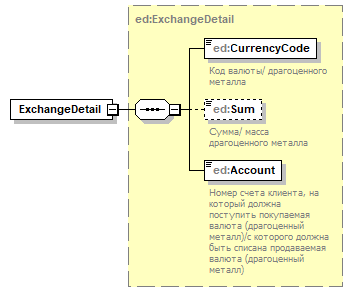 ed:ExchangeDetail
ed:CurrencyCode
Код валюты/ драгоценного
металла
ExchangeDetail
ed:Sum
Сумма/ масса
драгоценного металла
ed:Account
Номер счета клиента, на
который должна
поступить покупаемая
валюта (драгоценный
металл)/с которого должна
быть списана продаваемая
валюта (драгоценный
металл)